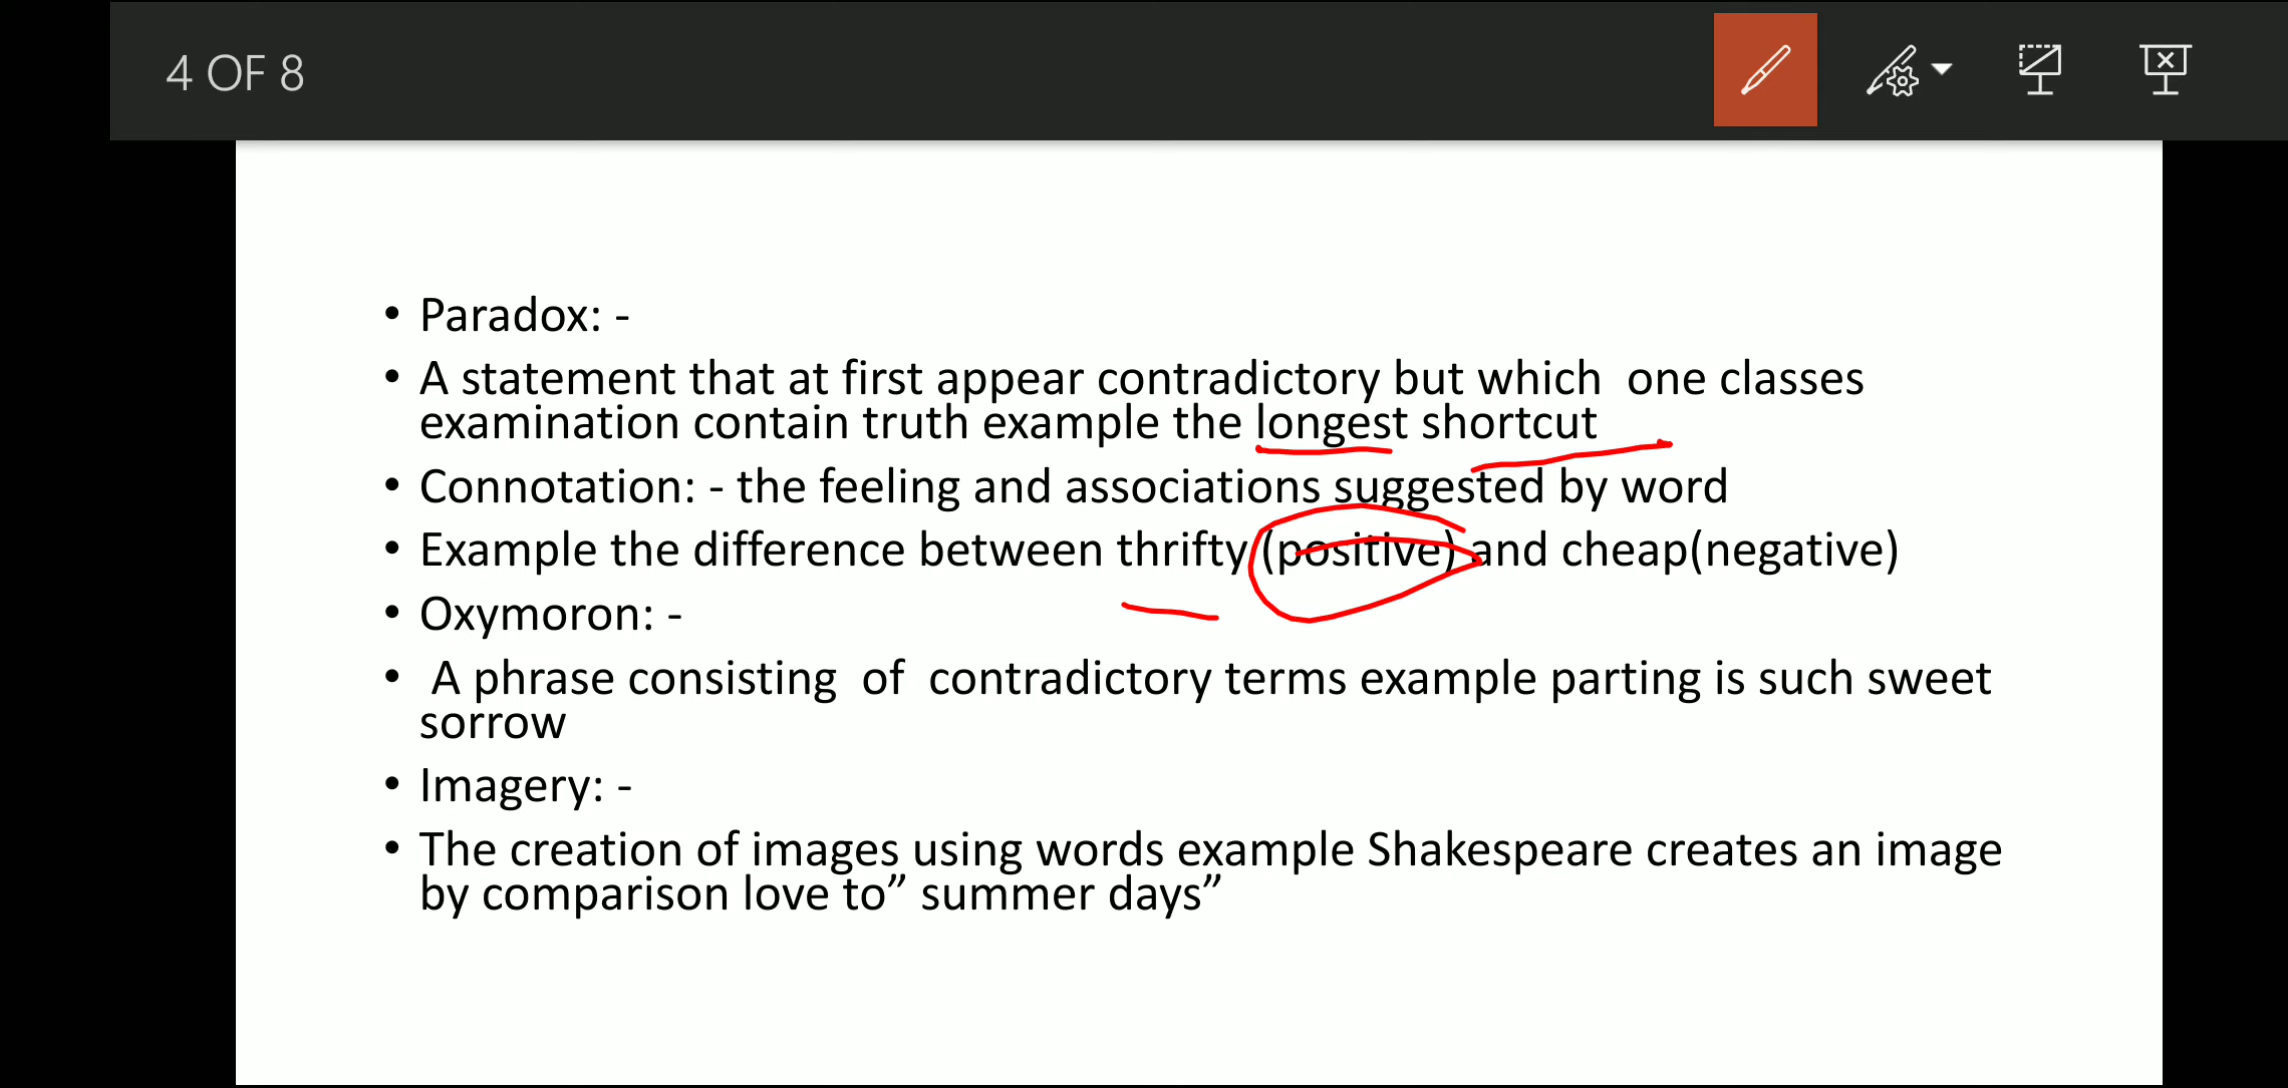 4 OF 8
• Paradox: -
• A statement that at first appear contradictory but which  one classes
examination contain truth example the longest shortcut
• Connotation: - the feeling and associations suggested by word
• Example the difference between thrifty (positive) and cheap(negative)
• Oxymoron: -
•  A phrase consisting  of  contradictory terms example parting is such sweet
sorrow
• Imagery: -
• The creation of images using words example Shakespeare creates an image
by comparison love to” summer days”